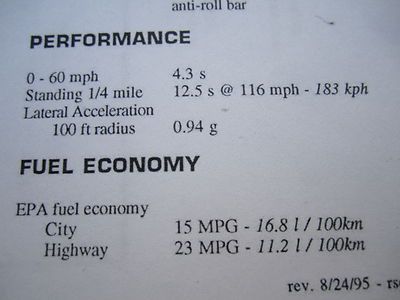 anti-roll bar
PERFORMANCE
0 - 60 mph 4.3 s
Standing 1/4 mile 12.5 s @ 116 mph - 183 kph
Lateral Acceleration
100 ft radius 0.94 g
FUEL ECONOMY
EPA fuel economy
City 15 MPG - 16.8 l / 100km
Highway 23 MPG - 11.2 l / 100km
rev. 8/24/95 - rs